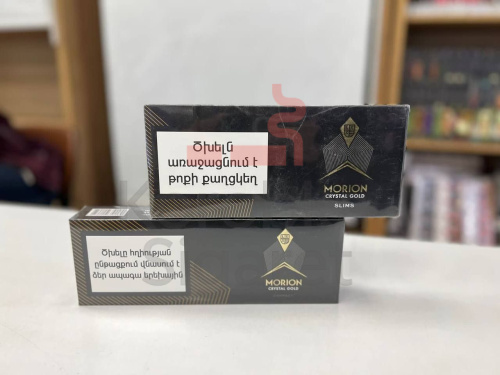 Ծխելն
առաջացնում է
թոքի քաղցկեղ
MORION
CRYSTAL GOLD
SLIMS
Ծխելը հղիության
ընթացքում վնասում է
ձեր ապագա երեխային
MORION
CRYSTAL GOLD